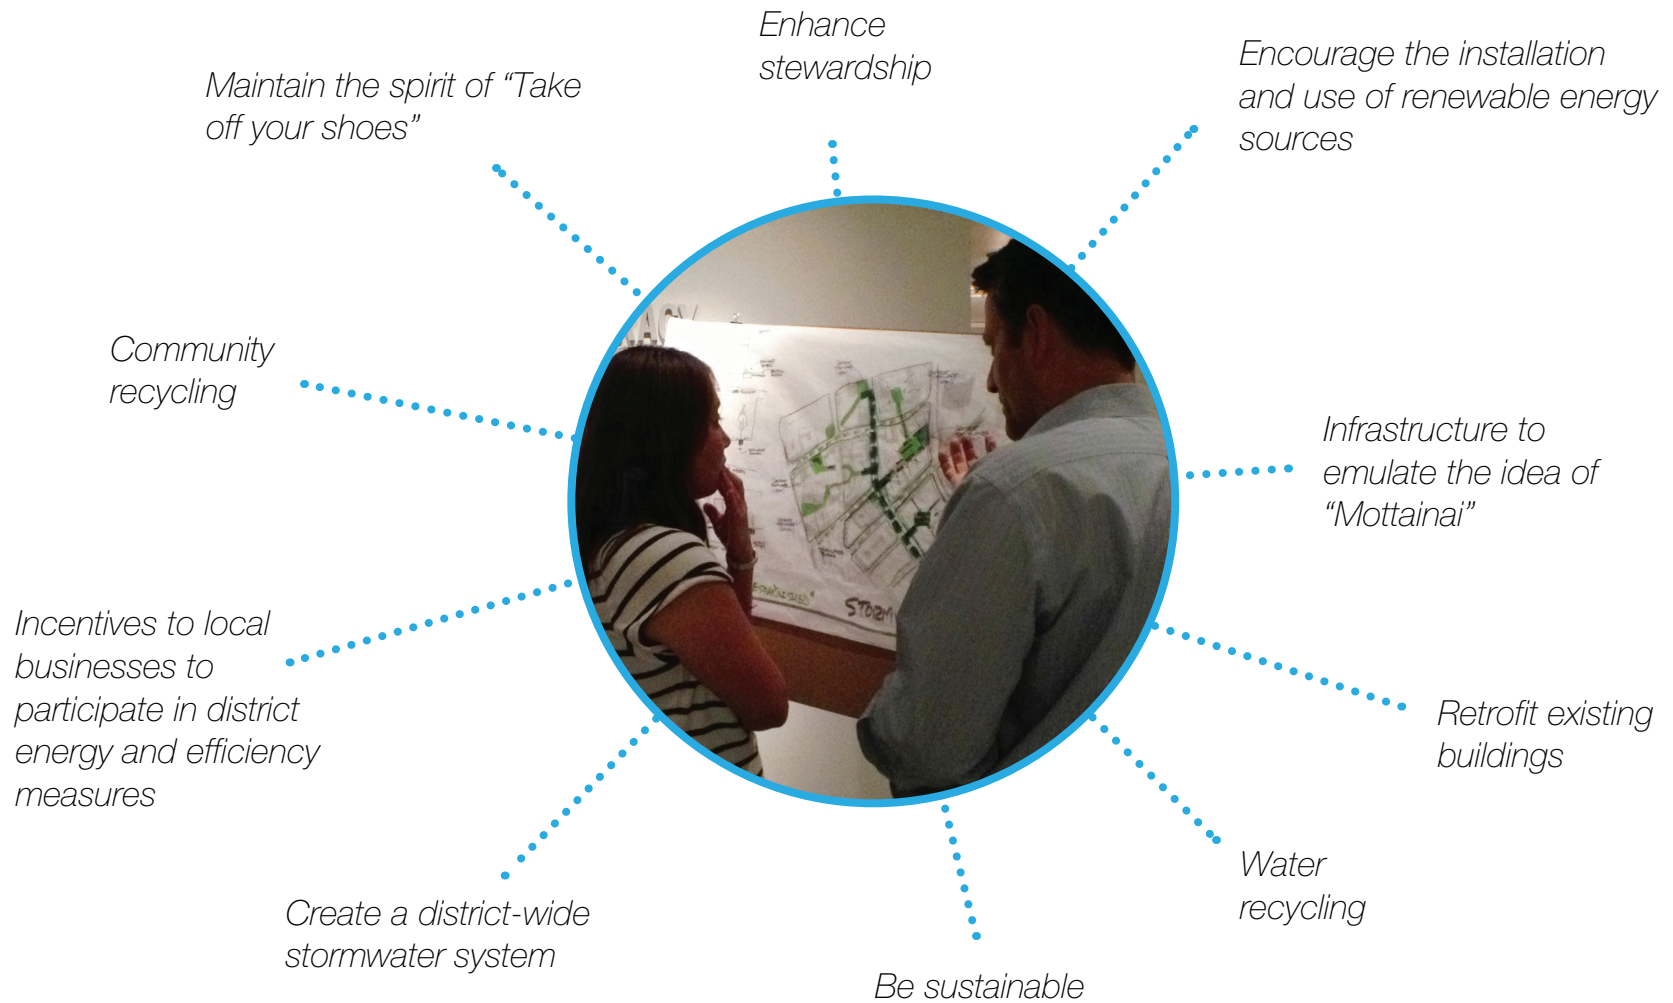 Enhance
stewardship
Encourage the installation
and use of renewable energy
sources
Maintain the spirit of “Take
off your shoes”
Community
recycling
Infrastructure to
emulate the idea of
“Mottainai”
Incentives to local
businesses to
participate in district
energy and efficiency
measures
Retrofit existing
buildings
Water
recycling
Create a district-wide
stormwater system
Be sustainable
STORM